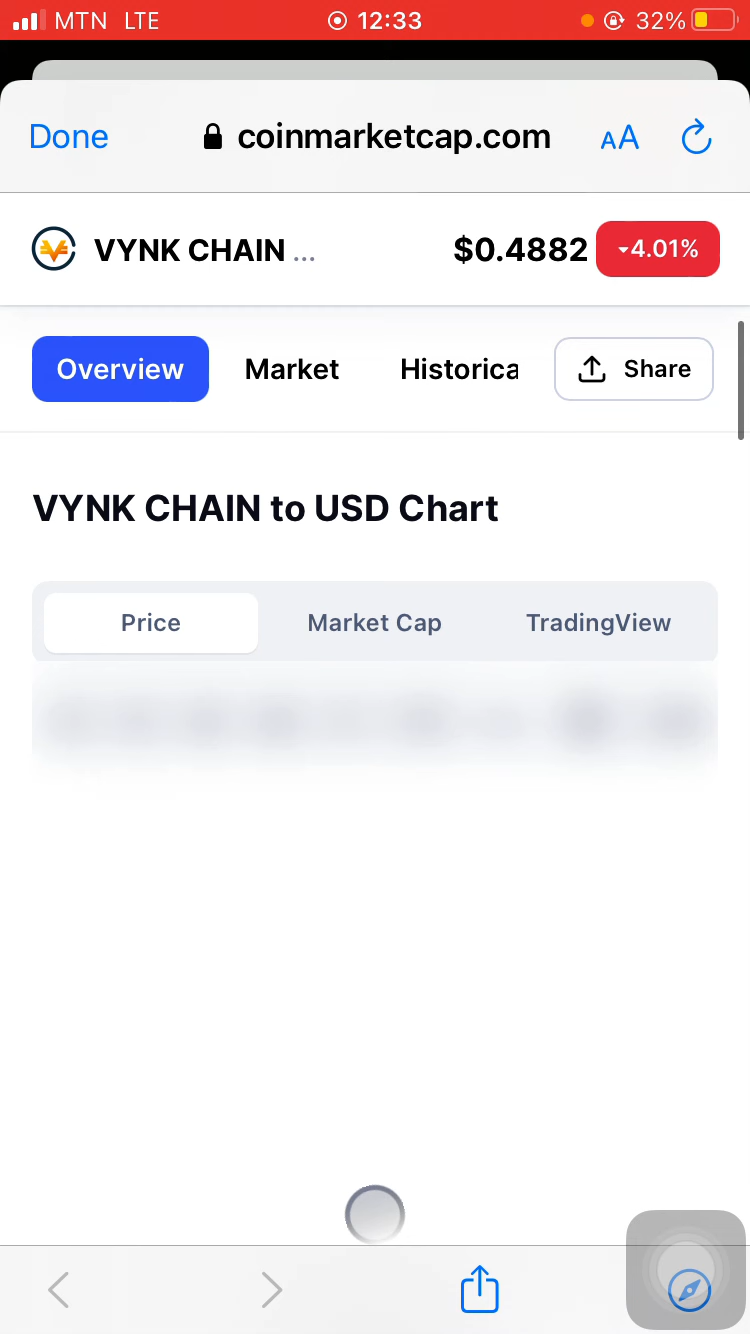 MTN LTE 12:33 32%
Done coinmarketcap.com AA
VYNK CHAIN ... $0.4882 4.01%
Overview Market Historica Share
VYNK CHAIN to USD Chart
Price Market Cap TradingView